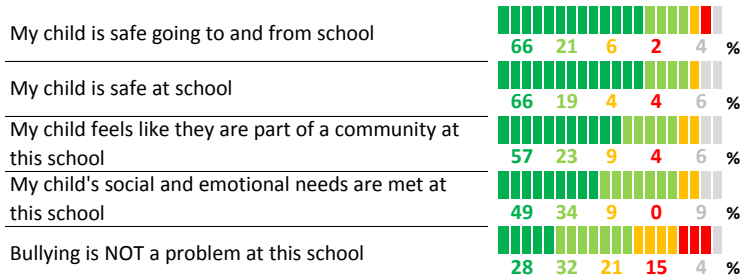 My child is safe going to and from school
66 21 6 2 4 %
My child is safe at school
66 19 4 4 6 %
My child feels like they are part of a community at
this school
57 23 9 4 6 %
My child's social and emotional needs are met at
this school
49 34 9 0 9 %
Bullying is NOT a problem at this school
28 32 21 15 4 %